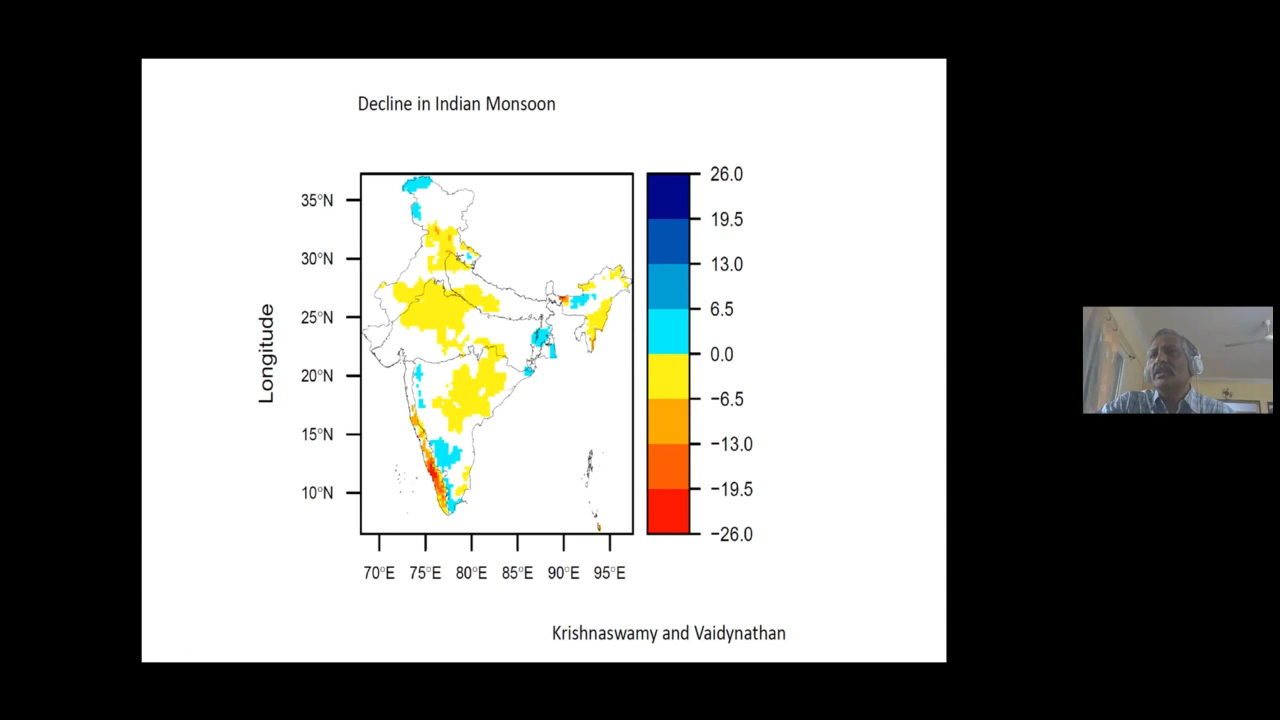 Decline in Indian Monsoon
Longitude
35°N
30°N
25°N
20°N
15°N
10°N
70°E 75°E 80°E 85°E 90°E 95°E
26.0
19.5
13.0
6.5
0.0
−6.5
−13.0
−19.5
−26.0
Krishnaswamy and Vaidynathan